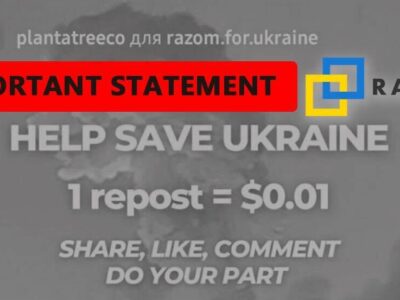 plantatreeco для razom.for.ukraine
ORTANT STATEMENT
RA
HELP SAVE UKRAINE
1 repost = $0.01
SHARE, LIKE, COMMENT
DO YOUR PART